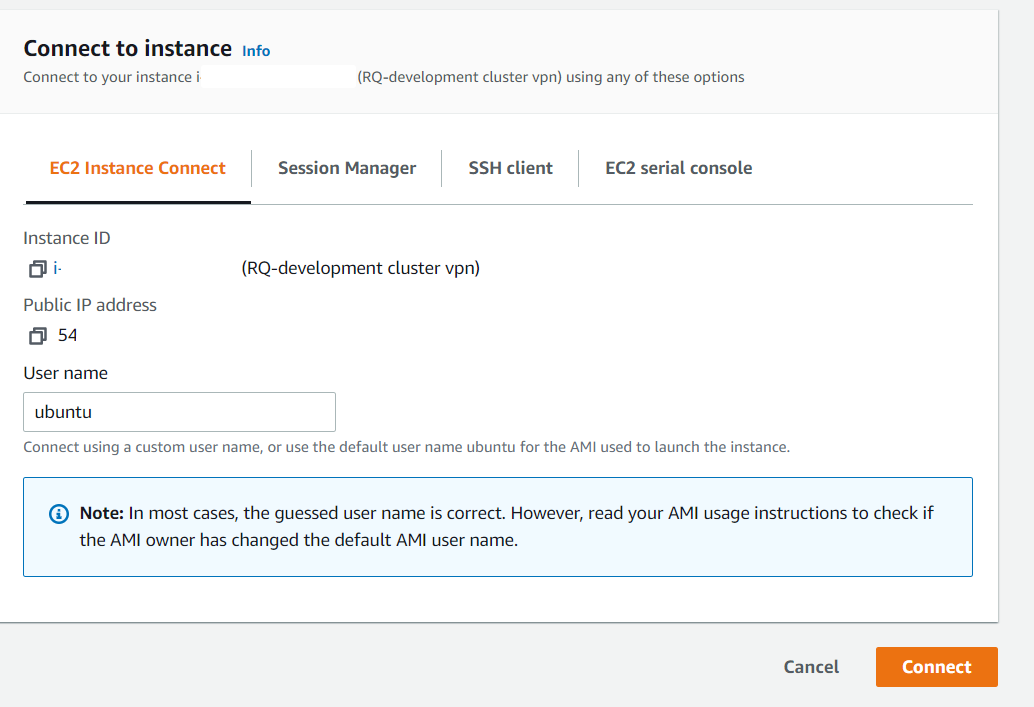 Connect to instance Info
Connect to your instance i (RQ-development cluster vpn) using any of these options
EC2 Instance Connect Session Manager SSH client EC2 serial console
Instance ID
i- (RQ-development cluster vpn)
Public IP address
54
User name
ubuntu
Connect using a custom user name, or use the default user name ubuntu for the AMI used to launch the instance.
Note: In most cases, the guessed user name is correct. However, read your AMI usage instructions to check if
the AMI owner has changed the default AMI user name.
Cancel Connect